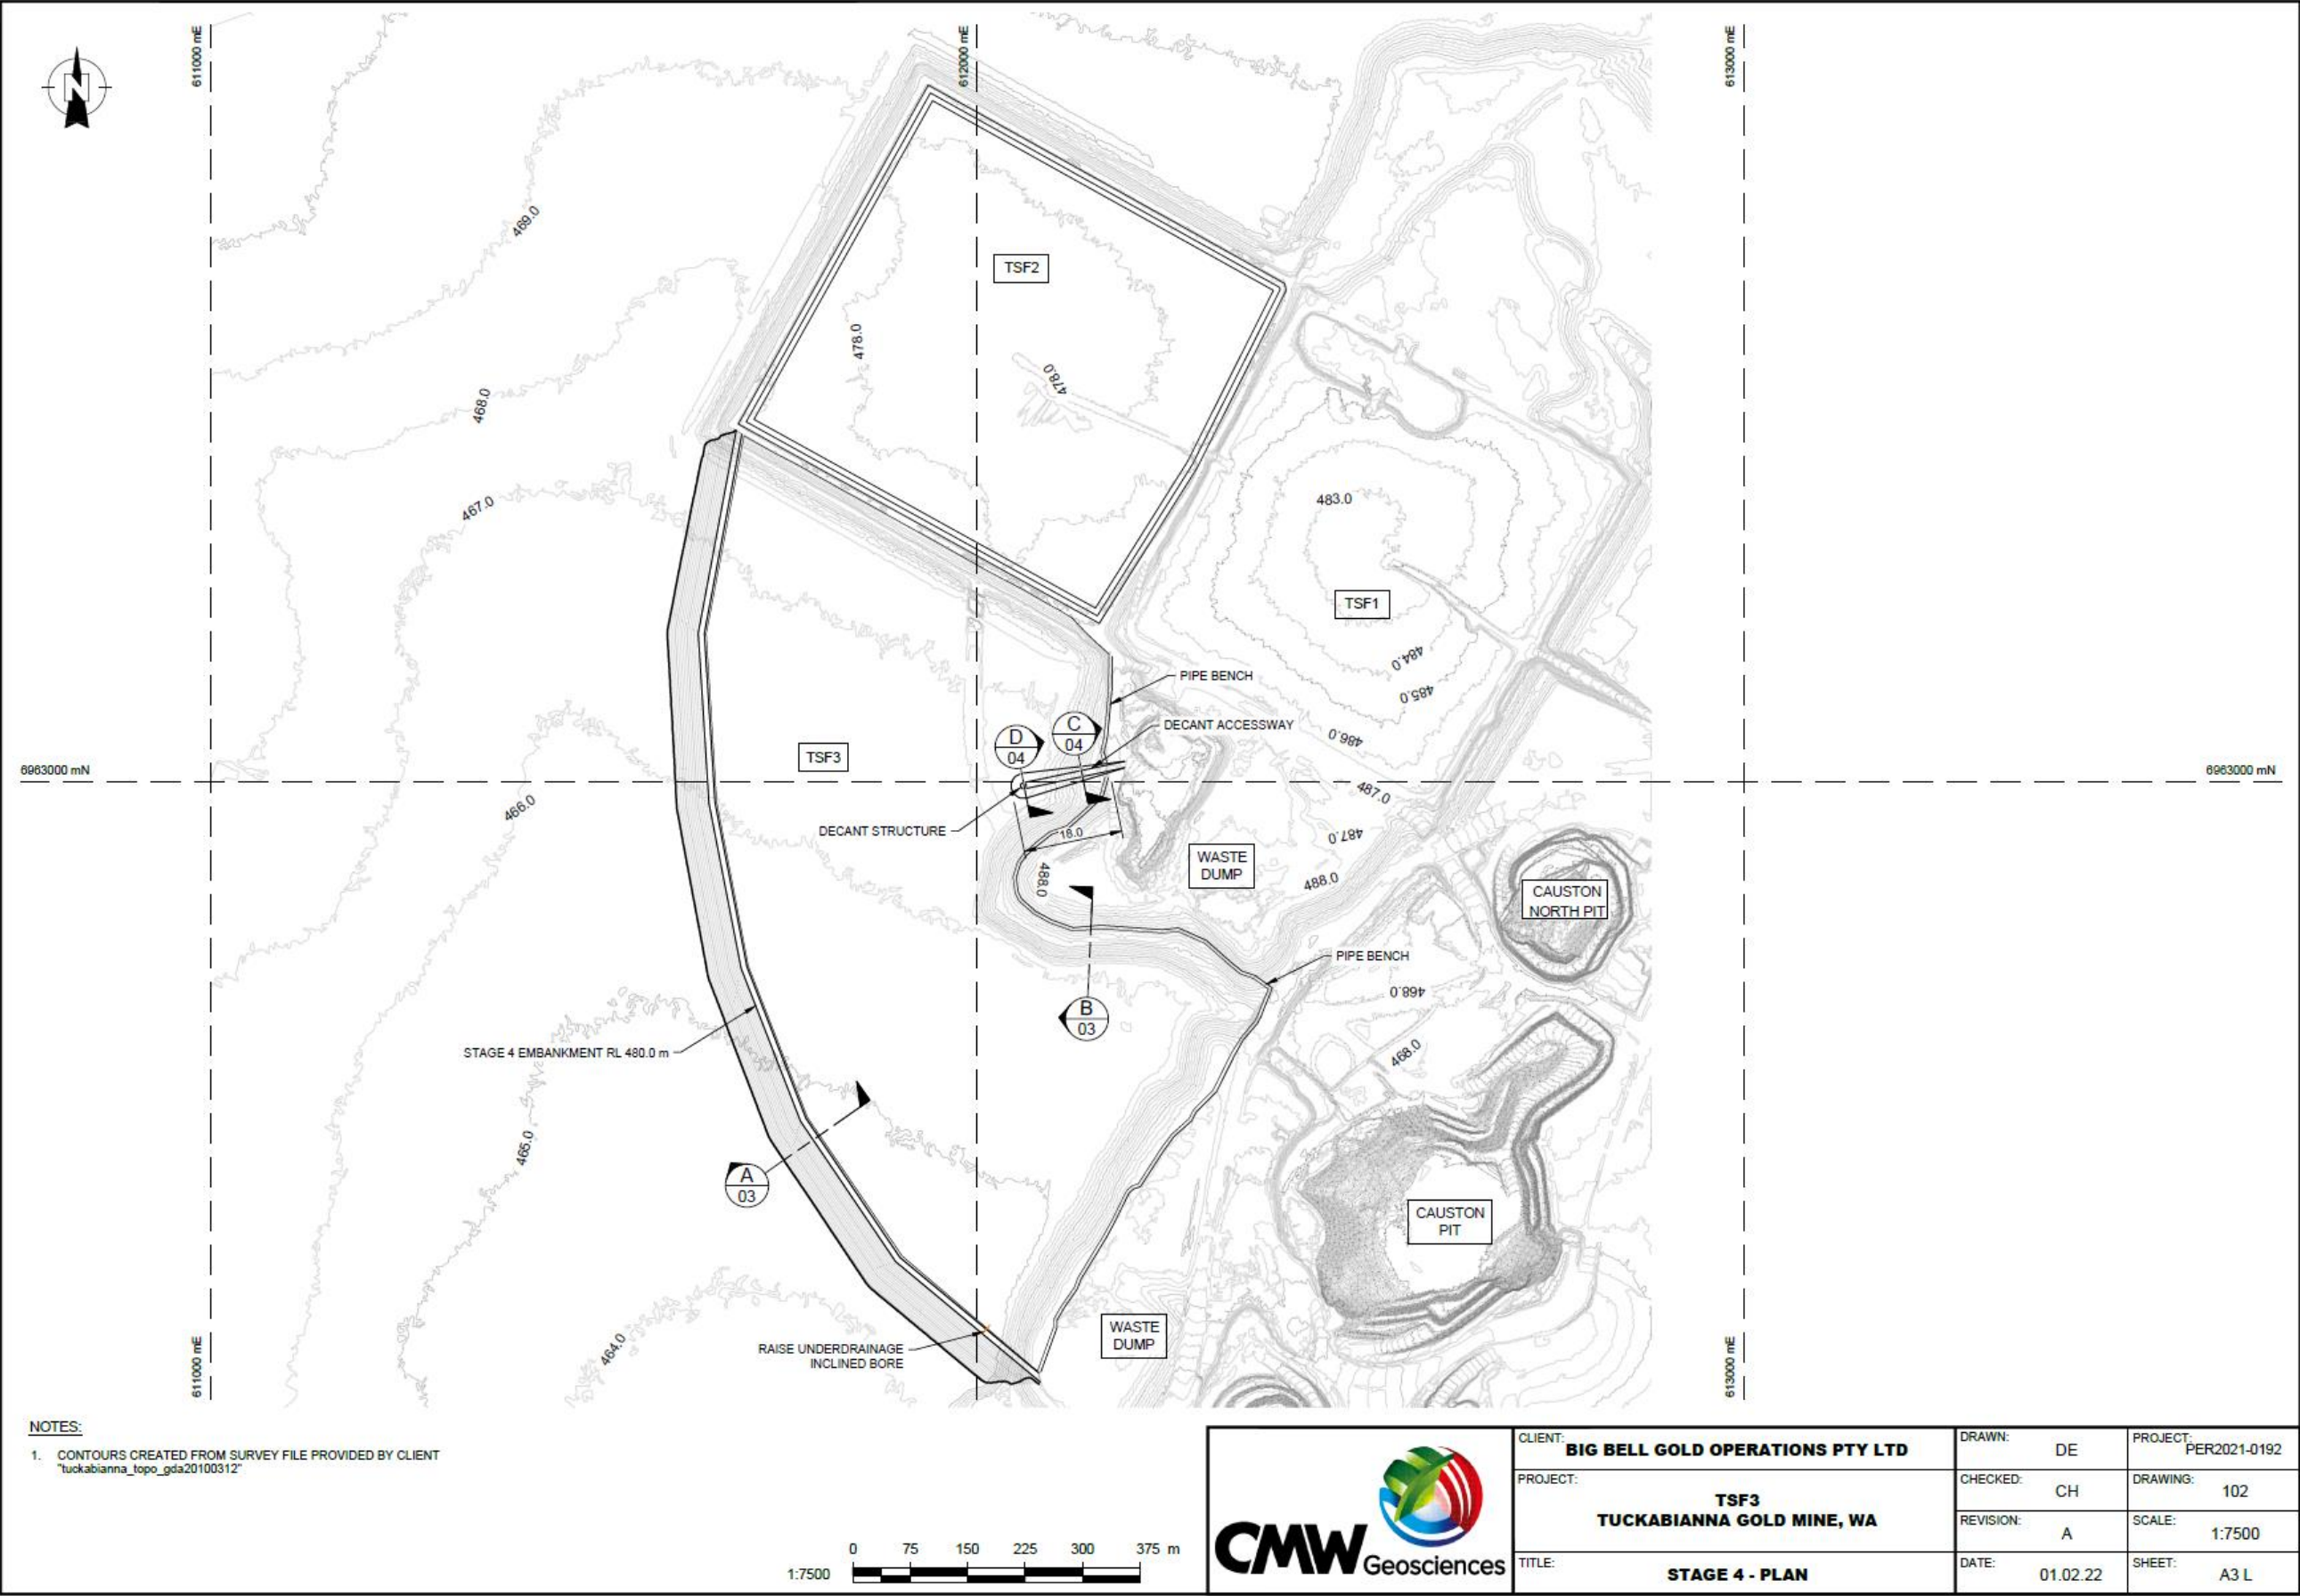 611000 mE
612000 mE
613000 mE
N
469.0
TSF2
478.0
478.0
468.0
467.0
483.0
TSF1
484.0
485.0
PIPE BENCH
DECANT ACCESSWAY
C
04
D
04
486.0
TSF3
6963000 mN
6963000 mN
466.0
487.0
DECANT STRUCTURE
18.0
487.0
WASTE
DUMP
488.0
488.0
CAUSTON
NORTH PIT
PIPE BENCH
468.0
B
03
STAGE 4 EMBANKMENT RL 480.0 m
468.0
465.0
A
03
CAUSTON
PIT
WASTE
DUMP
RAISE UNDERDRAINAGE
INCLINED BORE
464.0
611000 mE
613000 mE
NOTES:
1. CONTOURS CREATED FROM SURVEY FILE PROVIDED BY CLIENT
"tuckabianna_topo_gda20100312"
0 75 150 225 300 375 m
1:7500
CMW Geosciences
CLIENT: BIG BELL GOLD OPERATIONS PTY LTD
PROJECT:
TSF3
TUCKABIANNA GOLD MINE, WA
TITLE: STAGE 4 - PLAN
DRAWN: DE
CHECKED: CH
REVISION: A
DATE: 01.02.22
PROJECT: PER2021-0192
DRAWING: 102
SCALE: 1:7500
SHEET: A3 L